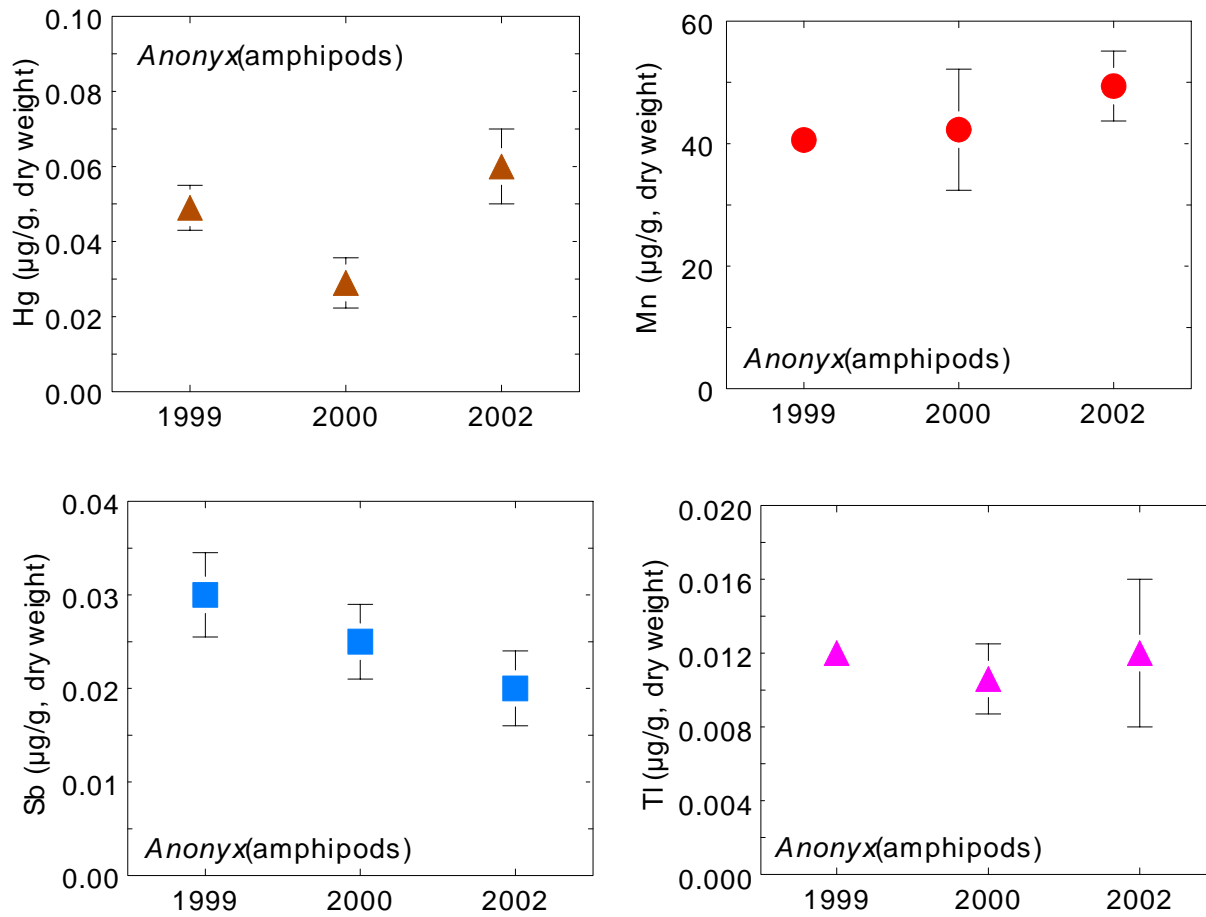 Hg (µg/g, dry weight)
0.10
0.08
0.06
0.04
0.02
0.00
Anonyx(amphipods)
1999 2000 2002
Mn (µg/g, dry weight)
60
40
20
0
Anonyx(amphipods)
1999 2000 2002
Sb (µg/g, dry weight)
0.04
0.03
0.02
0.01
0.00
Anonyx(amphipods)
1999 2000 2002
Tl (µg/g, dry weight)
0.020
0.016
0.012
0.008
0.004
0.000
Anonyx(amphipods)
1999 2000 2002